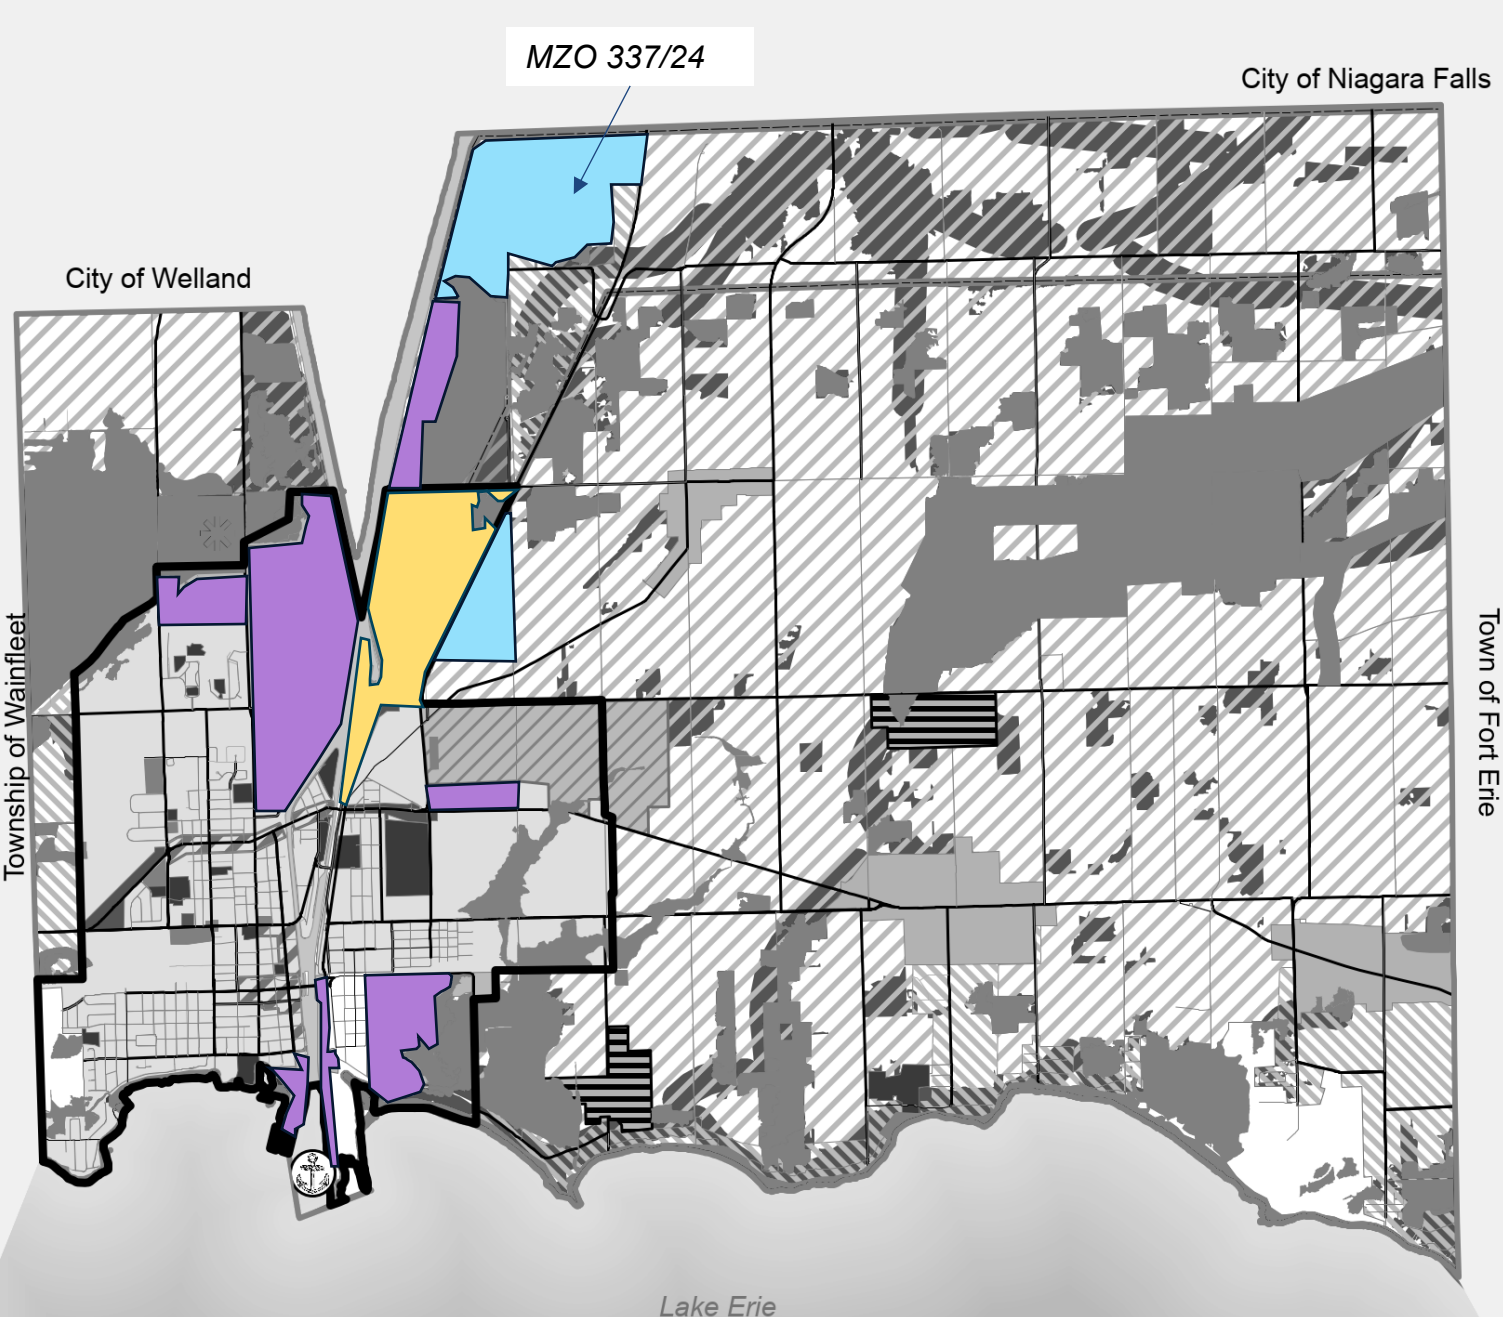 MZO 337/24
City of Niagara Falls
City of Welland
Township of Wainfleet
Town of Fort Erie
Lake Erie